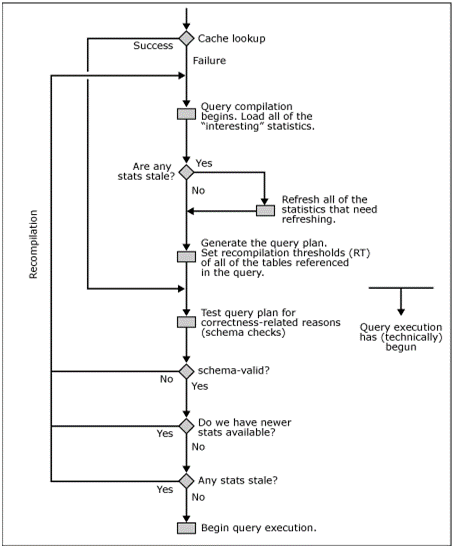 Cache lookup
Success
Failure
Query compilation
begins. Load all of the
“interesting” statistics.
Are any
stats stale?
Yes
No
Refresh all of the
statistics that need
refreshing.
Recompilation
Generate the query plan.
Set recompilation thresholds (RT)
of all of the tables referenced
in the query.
Test query plan for
correctness-related reasons
(schema checks)
Query execution
has (technically)
begun
schema-valid?
No
Yes
Do we have newer
stats available?
Yes
No
Any stats stale?
Yes
No
Begin query execution.